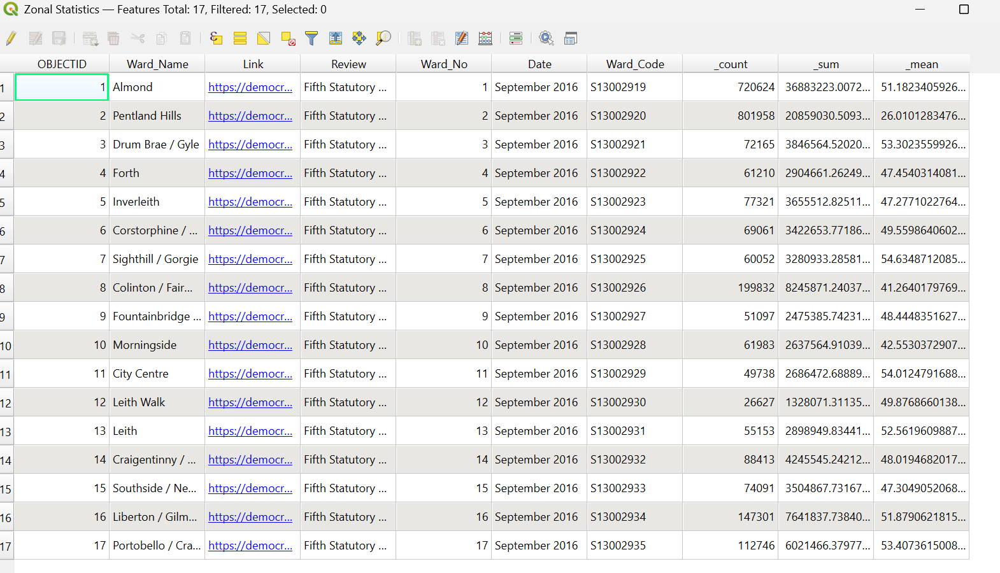 Zonal Statistics — Features Total: 17, Filtered: 17, Selected: 0
OBJECTID Ward_Name Link Review Ward_No Date Ward_Code _count _sum _mean
1 1 Almond https://democr... Fifth Statutory ... 1 September 2016 S13002919 720624 36883223.0072... 51.1823405926...
2 2 Pentland Hills https://democr... Fifth Statutory ... 2 September 2016 S13002920 801958 20859030.5093... 26.0101283476...
3 3 Drum Brae / Gyle https://democr... Fifth Statutory ... 3 September 2016 S13002921 72165 3846564.52020... 53.3023559926...
4 4 Forth https://democr... Fifth Statutory ... 4 September 2016 S13002922 61210 2904661.26249... 47.4540314081...
5 5 Inverleith https://democr... Fifth Statutory ... 5 September 2016 S13002923 77321 3655512.82511... 47.2771022764...
6 6 Corstorphine / ... https://democr... Fifth Statutory ... 6 September 2016 S13002924 69061 3422653.77186... 49.5598640602...
7 7 Sighthill / Gorgie https://democr... Fifth Statutory ... 7 September 2016 S13002925 60052 3280933.28581... 54.6348712085...
8 8 Colinton / Fair... https://democr... Fifth Statutory ... 8 September 2016 S13002926 199832 8245871.24037... 41.2640179769...
9 9 Fountainbridge ... https://democr... Fifth Statutory ... 9 September 2016 S13002927 51097 2475385.74231... 48.4448351627...
10 10 Morningside https://democr... Fifth Statutory ... 10 September 2016 S13002928 61983 2637564.91039... 42.5530372907...
11 11 City Centre https://democr... Fifth Statutory ... 11 September 2016 S13002929 49738 2686472.68889... 54.0124791688...
12 12 Leith Walk https://democr... Fifth Statutory ... 12 September 2016 S13002930 26627 1328071.31135... 49.8768660138...
13 13 Leith https://democr... Fifth Statutory ... 13 September 2016 S13002931 55153 2898949.83441... 52.5619609887...
14 14 Craigentinny / ... https://democr... Fifth Statutory ... 14 September 2016 S13002932 88413 4245545.24212... 48.0194682017...
15 15 Southside / Ne... https://democr... Fifth Statutory ... 15 September 2016 S13002933 74091 3504867.73167... 47.3049052068...
16 16 Liberton / Gilm... https://democr... Fifth Statutory ... 16 September 2016 S13002934 147301 7641837.73840... 51.8790621815...
17 17 Portobello / Cra... https://democr... Fifth Statutory ... 17 September 2016 S13002935 112746 6021466.37977... 53.4073615008...